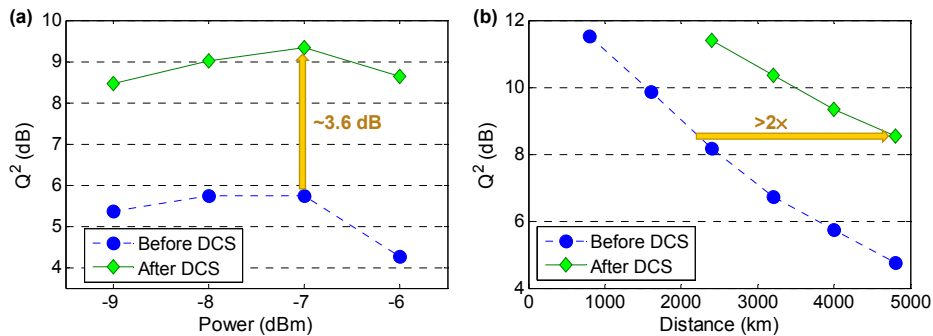 (a)
10
9
8
7
6
5
4
Q² (dB)
~3.6 dB
Before DCS
After DCS
-9 -8 -7 -6
Power (dBm)
(b)
12
10
8
6
4
Q² (dB)
>2×
Before DCS
After DCS
0 1000 2000 3000 4000 5000
Distance (km)